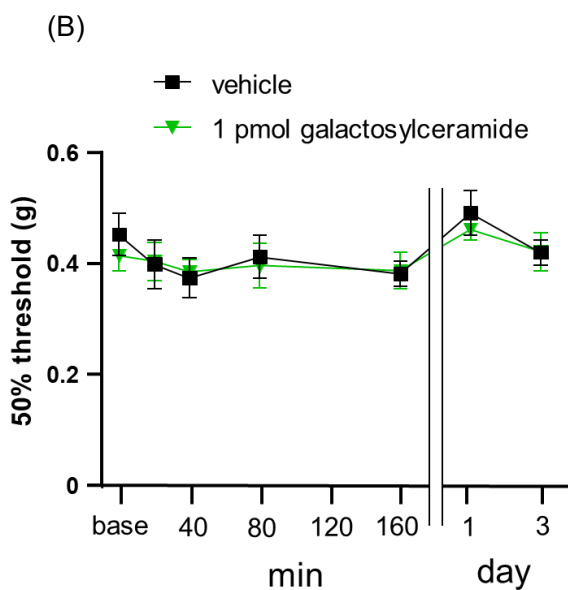 (B)
vehicle
1 pmol galactosylceramide
50% threshold (g)
0.6
0.4
0.2
0
base 40 80 120 160 1 3
min day